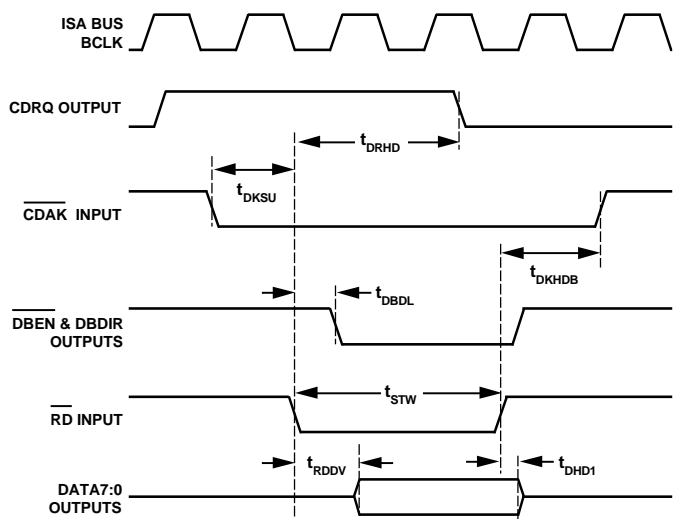 ISA BUS
BCLK
CDRQ OUTPUT
tDRHD
tDKSU
CDAK INPUT
tDKHDB
tDBDL
DBEN & DBDIR
OUTPUTS
tSTW
RD INPUT
tRDDV
tDHD1
DATA7:0
OUTPUTS